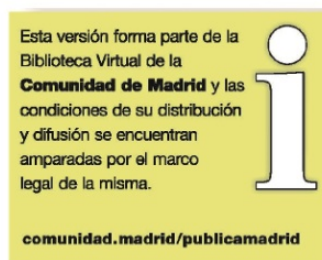 Esta versión forma parte de la
Biblioteca Virtual de la
Comunidad de Madrid y las
condiciones de su distribución
y difusión se encuentran
amparadas por el marco
legal de la misma.
i
comunidad.madrid/publicamadrid